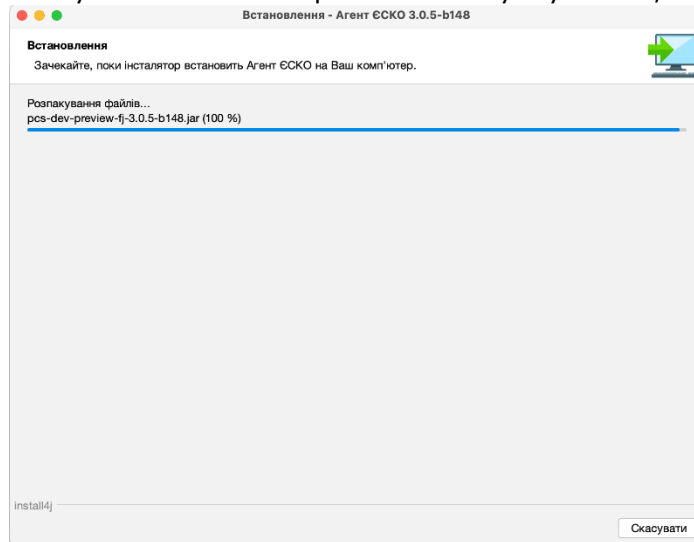 Встановлення - Агент ЄСКО 3.0.5-b148
Встановлення
Зачекайте, поки інсталятор встановить Агент ЄСКО на Ваш комп'ютер.
Розпакування файлів...
pcs-dev-preview-fj-3.0.5-b148.jar (100 %)
install4j
Скасувати